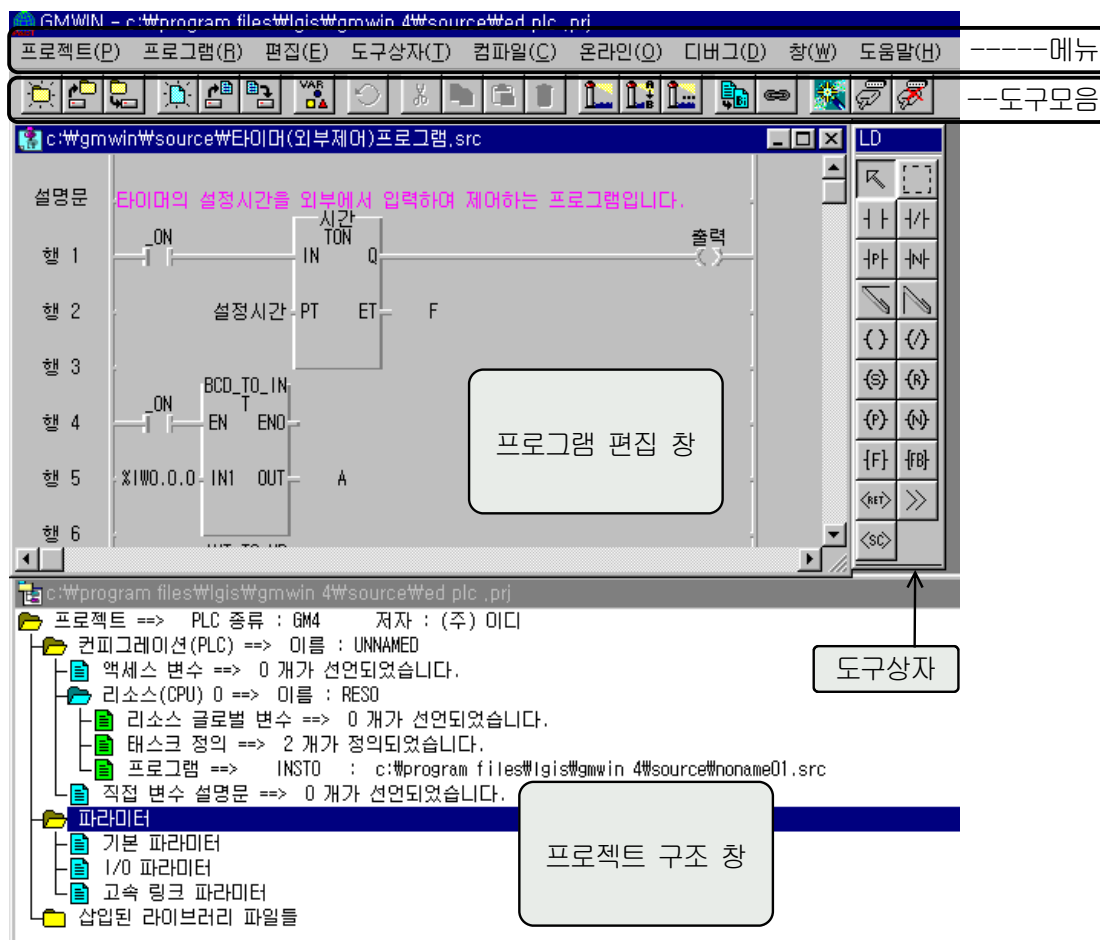 GMWIN - c:₩program files₩lgis₩gmwin 4₩source₩ed plc .prj
프로젝트(P) 프로그램(R) 편집(E) 도구상자(T) 컴파일(C) 온라인(O) 디버그(D) 창(W) 도움말(H)
-----메뉴
VAR
--도구모음
c:₩gmwin₩source₩타이머(외부제어)프로그램.src
LD
설명문 타이머의 설정시간을 외부에서 입력하여 제어하는 프로그램입니다.
시간
_ON TON 출력
행 1 IN Q
행 2 설정시간 PT ET F
행 3
BCD_TO_IN
_ON T
행 4 EN ENO
프로그램 편집 창
행 5 %IW0.0.0 IN1 OUT A
행 6
P N
(S) (R)
(P) (N)
{F} {FB}
<RET> >>
<SC>
도구상자
c:₩program files₩lgis₩gmwin 4₩source₩ed plc .prj
프로젝트 ==> PLC 종류 : GM4 저자 : (주) 이디
컨피그레이션(PLC) ==> 이름 : UNNAMED
액세스 변수 ==> 0 개가 선언되었습니다.
리소스(CPU) 0 ==> 이름 : RES0
리소스 글로벌 변수 ==> 0 개가 선언되었습니다.
태스크 정의 ==> 2 개가 정의되었습니다.
프로그램 ==> INST0 : c:₩program files₩lgis₩gmwin 4₩source₩noname01.src
직접 변수 설명문 ==> 0 개가 선언되었습니다.
파라미터
기본 파라미터
I/O 파라미터
고속 링크 파라미터
삽입된 라이브러리 파일들
프로젝트 구조 창